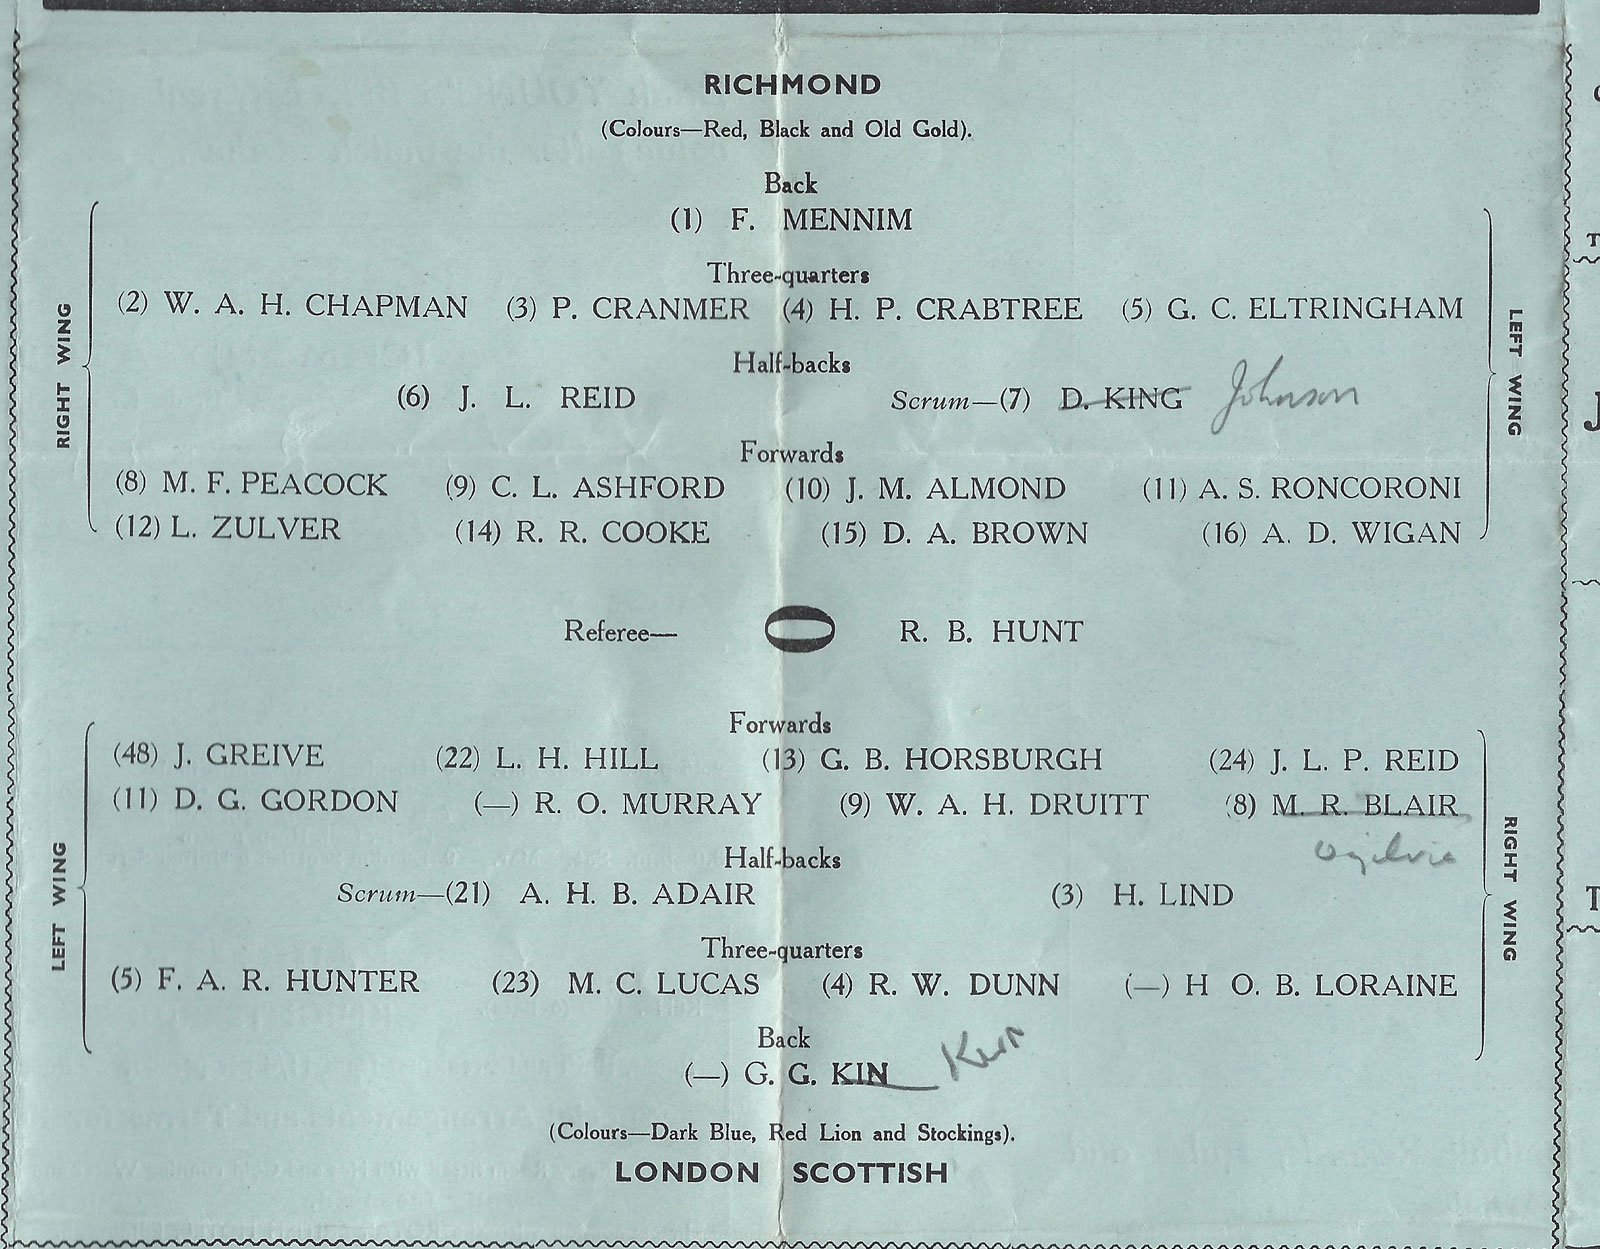 RICHMOND
(Colours—Red, Black and Old Gold).
Back
(1) F. MENNIM
Three-quarters
(2) W. A. H. CHAPMAN (3) P. CRANMER (4) H. P. CRABTREE (5) G. C. ELTRINGHAM
Half-backs
(6) J. L. REID Scrum—(7) D. KING Johnson
Forwards
(8) M. F. PEACOCK (9) C. L. ASHFORD (10) J. M. ALMOND (11) A. S. RONCORONI
(12) L. ZULVER (14) R. R. COOKE (15) D. A. BROWN (16) A. D. WIGAN
RIGHT WING
LEFT WING
Referee— O R. B. HUNT
Forwards
(48) J. GREIVE (22) L. H. HILL (13) G. B. HORSBURGH (24) J. L. P. REID
(11) D. G. GORDON (—) R. O. MURRAY (9) W. A. H. DRUITT (8) M. R. BLAIR
Ogilvie
Half-backs
Scrum—(21) A. H. B. ADAIR (3) H. LIND
Three-quarters
(5) F. A. R. HUNTER (23) M. C. LUCAS (4) R. W. DUNN (—) H O. B. LORAINE
Back
(—) G. G. KIN
LEFT WING
RIGHT WING
(Colours—Dark Blue, Red Lion and Stockings).
LONDON SCOTTISH